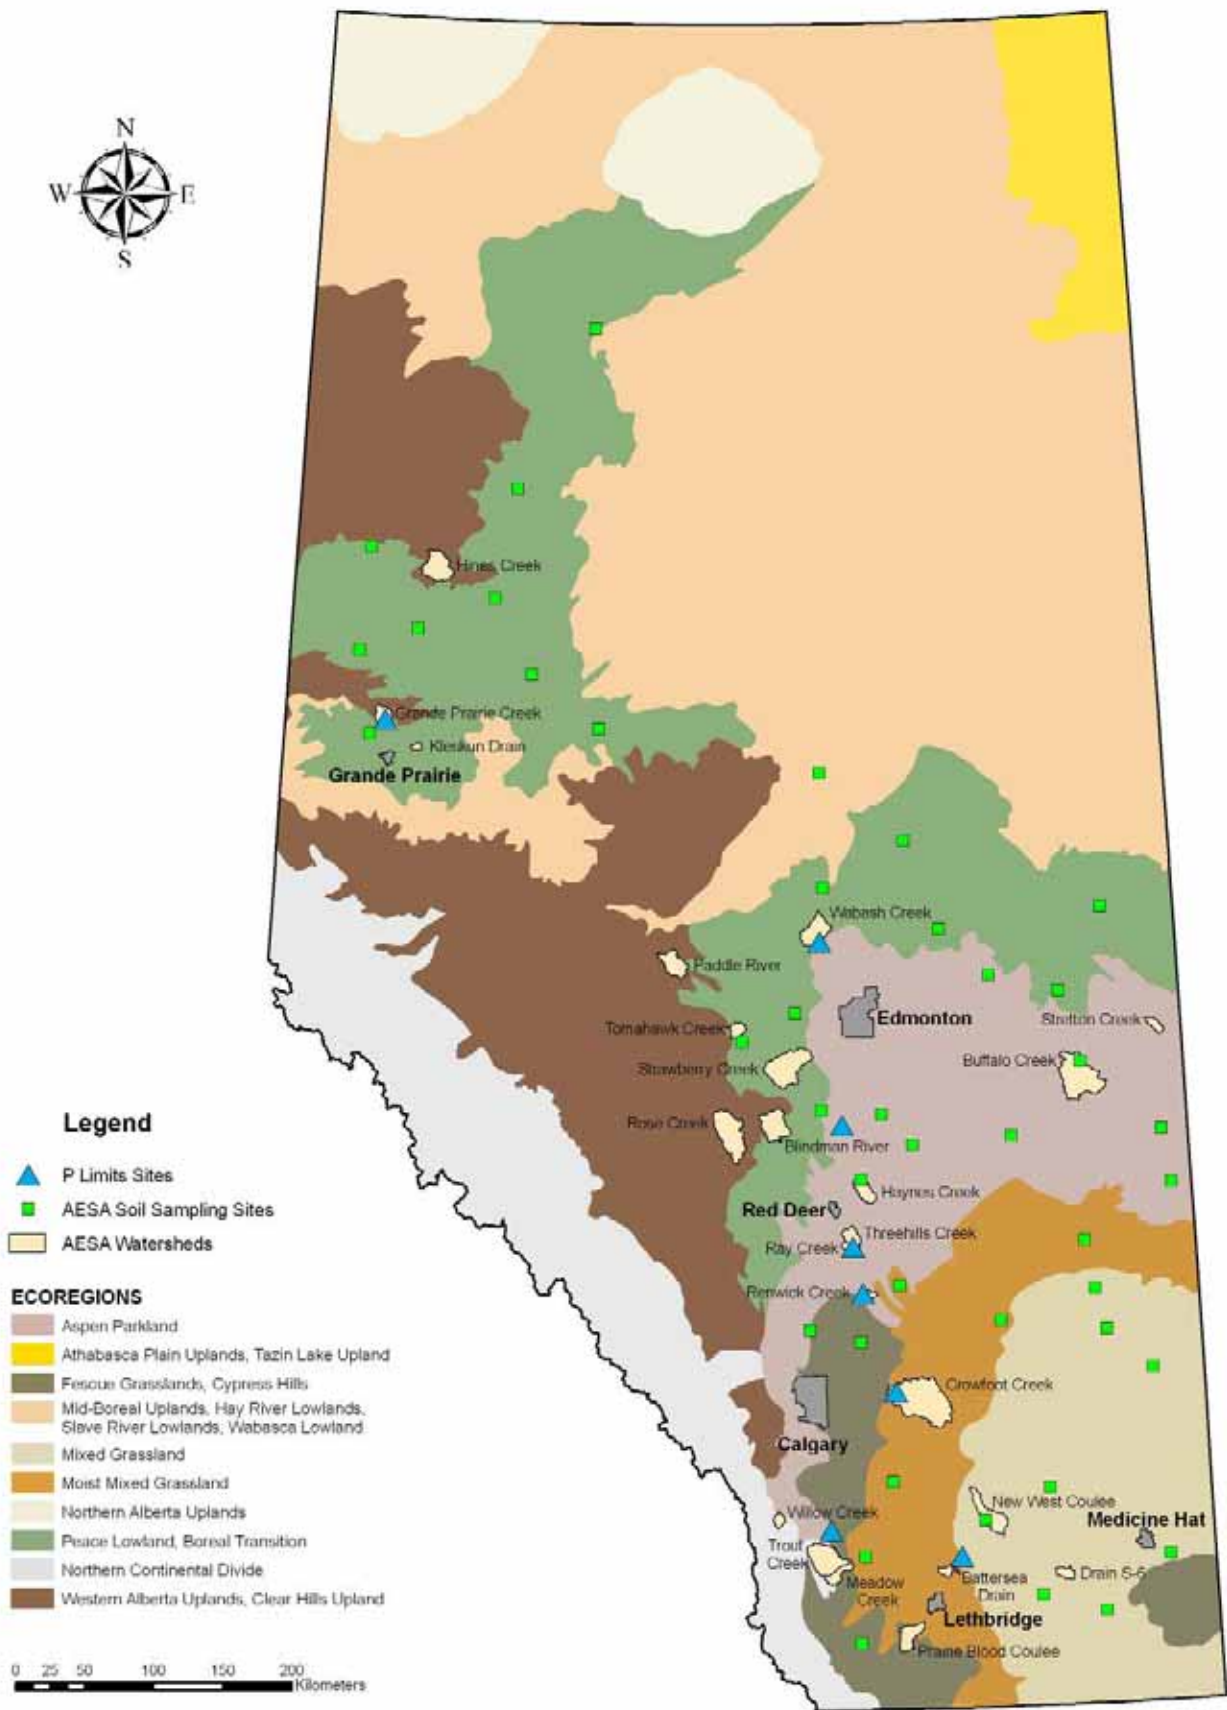 N
W E
S
Hines Creek
Grande Prairie Creek
Kleskun Drain
Grande Prairie
Wabash Creek
Paddle River
Edmonton
Tomahawk Creek
Stretton Creek
Buffalo Creek
Strawberry Creek
Rose Creek
Blindman River
Haynes Creek
Red Deer
Threehills Creek
Ray Creek
Renwick Creek
Crowfoot Creek
Calgary
New West Coulee
Willow Creek
Medicine Hat
Trout
Creek
Meadow
Creek
Battersea
Drain
Drain S-6
Lethbridge
Prairie Blood Coulee
Legend
P Limits Sites
AESA Soil Sampling Sites
AESA Watersheds
ECOREGIONS
Aspen Parkland
Athabasca Plain Uplands, Tazin Lake Upland
Fescue Grasslands, Cypress Hills
Mid-Boreal Uplands, Hay River Lowlands,
Slave River Lowlands, Wabasca Lowland
Mixed Grassland
Moist Mixed Grassland
Northern Alberta Uplands
Peace Lowland, Boreal Transition
Northern Continental Divide
Western Alberta Uplands, Clear Hills Upland
0 25 50 100 150 200
Kilometers